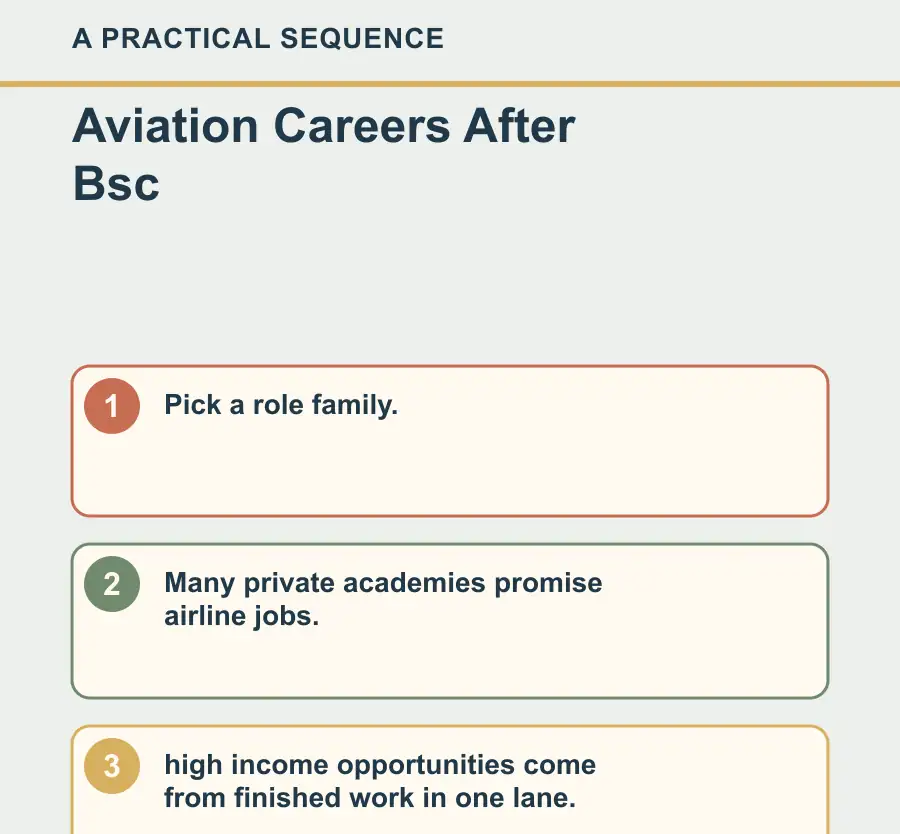 A PRACTICAL SEQUENCE
Aviation Careers After
Bsc
1
Pick a role family.
2
Many private academies promise
airline jobs.
3
high income opportunities come
from finished work in one lane.